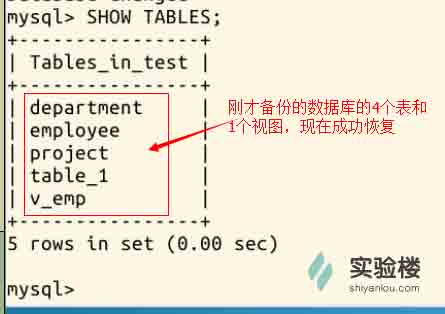 mysql> SHOW TABLES;
+----------------+
| Tables_in_test |
+----------------+
| department     |
| employee       |
| project        |
| table_1        |
| v_emp          |
+----------------+
5 rows in set (0.00 sec)
mysql>
刚才备份的数据库的4个表和
1个视图，现在成功恢复
实验楼
shiyanlou.com